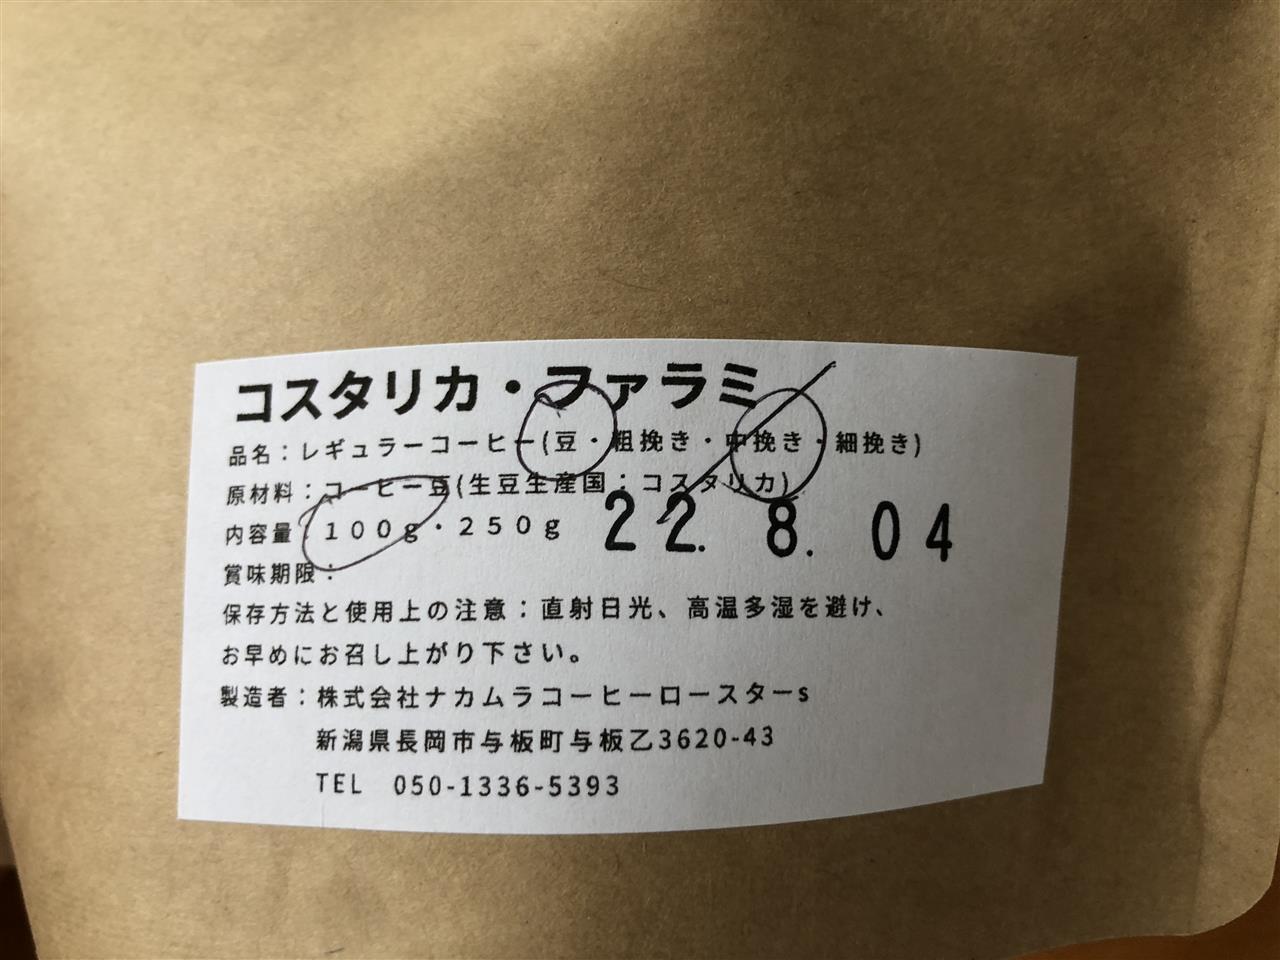 コスタリカ・ファラミ
品名：レギュラーコーヒー(豆・粗挽き・中挽き・細挽き)
原材料：コーヒー豆(生豆生産国：コスタリカ)
内容量：100g・250g
22. 8. 04
賞味期限：
保存方法と使用上の注意：直射日光、高温多湿を避け、
お早めにお召し上がり下さい。
製造者：株式会社ナカムラコーヒーロースターs
新潟県長岡市与板町与板乙3620-43
TEL 050-1336-5393